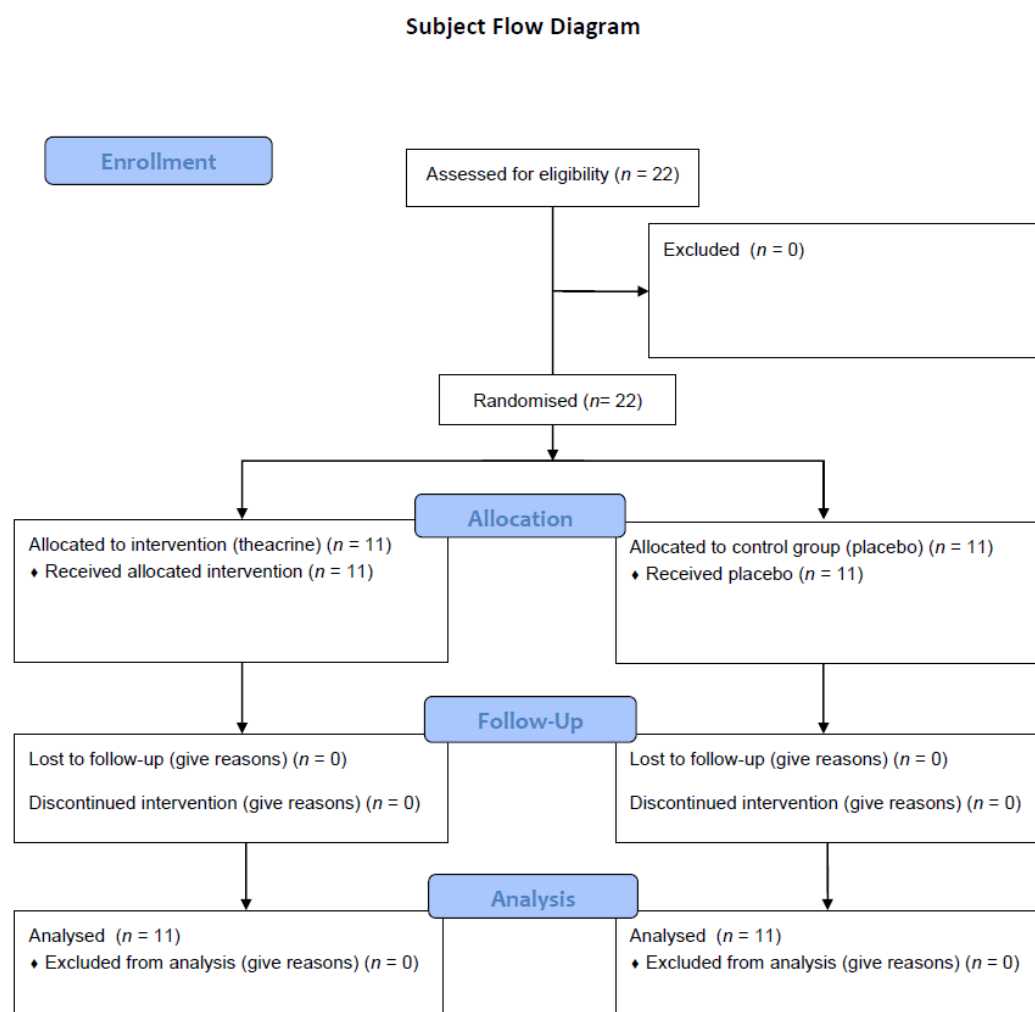 Subject Flow Diagram
Enrollment
Assessed for eligibility (n = 22)
Excluded  (n = 0)
Randomised (n= 22)
Allocation
Allocated to intervention (theacrine) (n = 11)
♦ Received allocated intervention (n = 11)
Allocated to control group (placebo) (n = 11)
♦ Received placebo (n = 11)
Follow-Up
Lost to follow-up (give reasons) (n = 0)
Discontinued intervention (give reasons) (n = 0)
Lost to follow-up (give reasons) (n = 0)
Discontinued intervention (give reasons) (n = 0)
Analysis
Analysed  (n = 11)
♦ Excluded from analysis (give reasons) (n = 0)
Analysed  (n = 11)
♦ Excluded from analysis (give reasons) (n = 0)